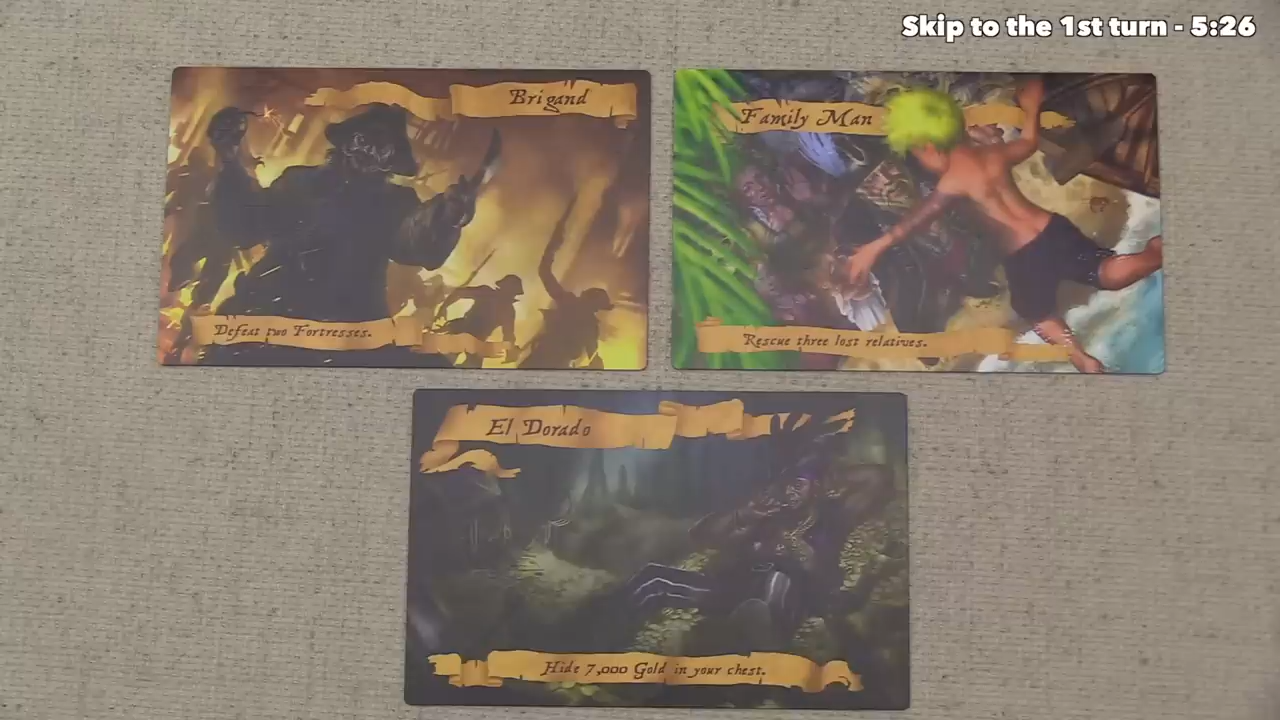 Skip to the 1st turn - 5:26
Brigand
Family Man
Defeat two Fortresses.
Rescue three lost relatives.
El Dorado
Hide 7,000 Gold in your chest.